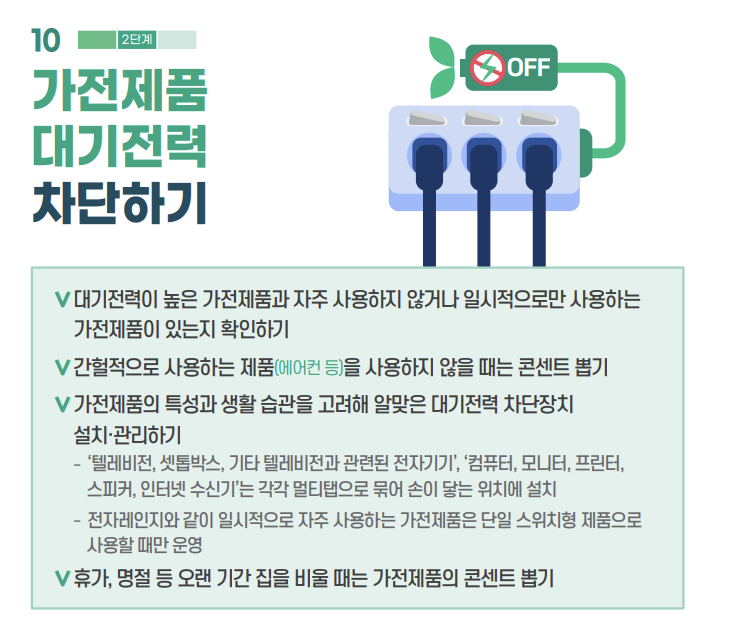 10 2단계
가전제품
대기전력
차단하기
OFF
V 대기전력이 높은 가전제품과 자주 사용하지 않거나 일시적으로만 사용하는
가전제품이 있는지 확인하기
V 간헐적으로 사용하는 제품(에어컨 등)을 사용하지 않을 때는 콘센트 뽑기
V 가전제품의 특성과 생활 습관을 고려해 알맞은 대기전력 차단장치
설치·관리하기
- ‘텔레비전, 셋톱박스, 기타 텔레비전과 관련된 전자기기’, ‘컴퓨터, 모니터, 프린터,
스피커, 인터넷 수신기’는 각각 멀티탭으로 묶어 손이 닿는 위치에 설치
- 전자레인지와 같이 일시적으로 자주 사용하는 가전제품은 단일 스위치형 제품으로
사용할 때만 운영
V 휴가, 명절 등 오랜 기간 집을 비울 때는 가전제품의 콘센트 뽑기